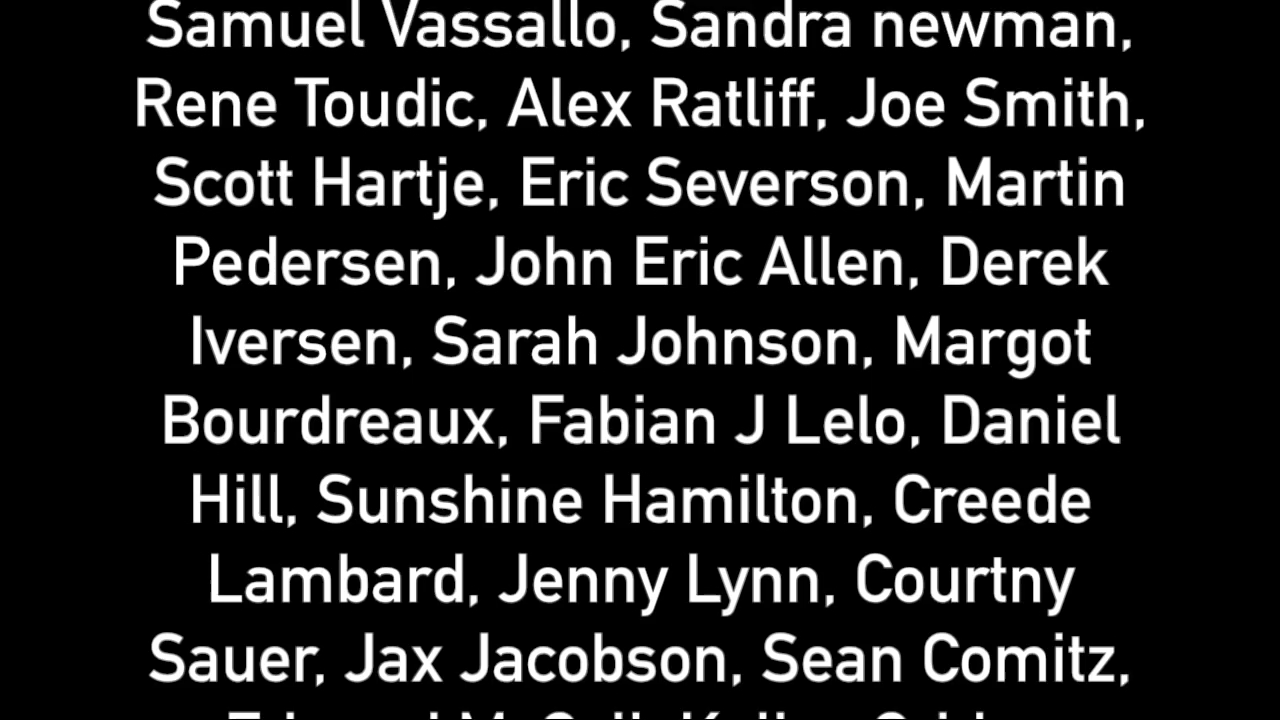 Samuel Vassallo, Sandra newman,
Rene Toudic, Alex Ratliff, Joe Smith,
Scott Hartje, Eric Severson, Martin
Pedersen, John Eric Allen, Derek
Iversen, Sarah Johnson, Margot
Bourdreaux, Fabian J Lelo, Daniel
Hill, Sunshine Hamilton, Creede
Lambard, Jenny Lynn, Courtny
Sauer, Jax Jacobson, Sean Comitz,